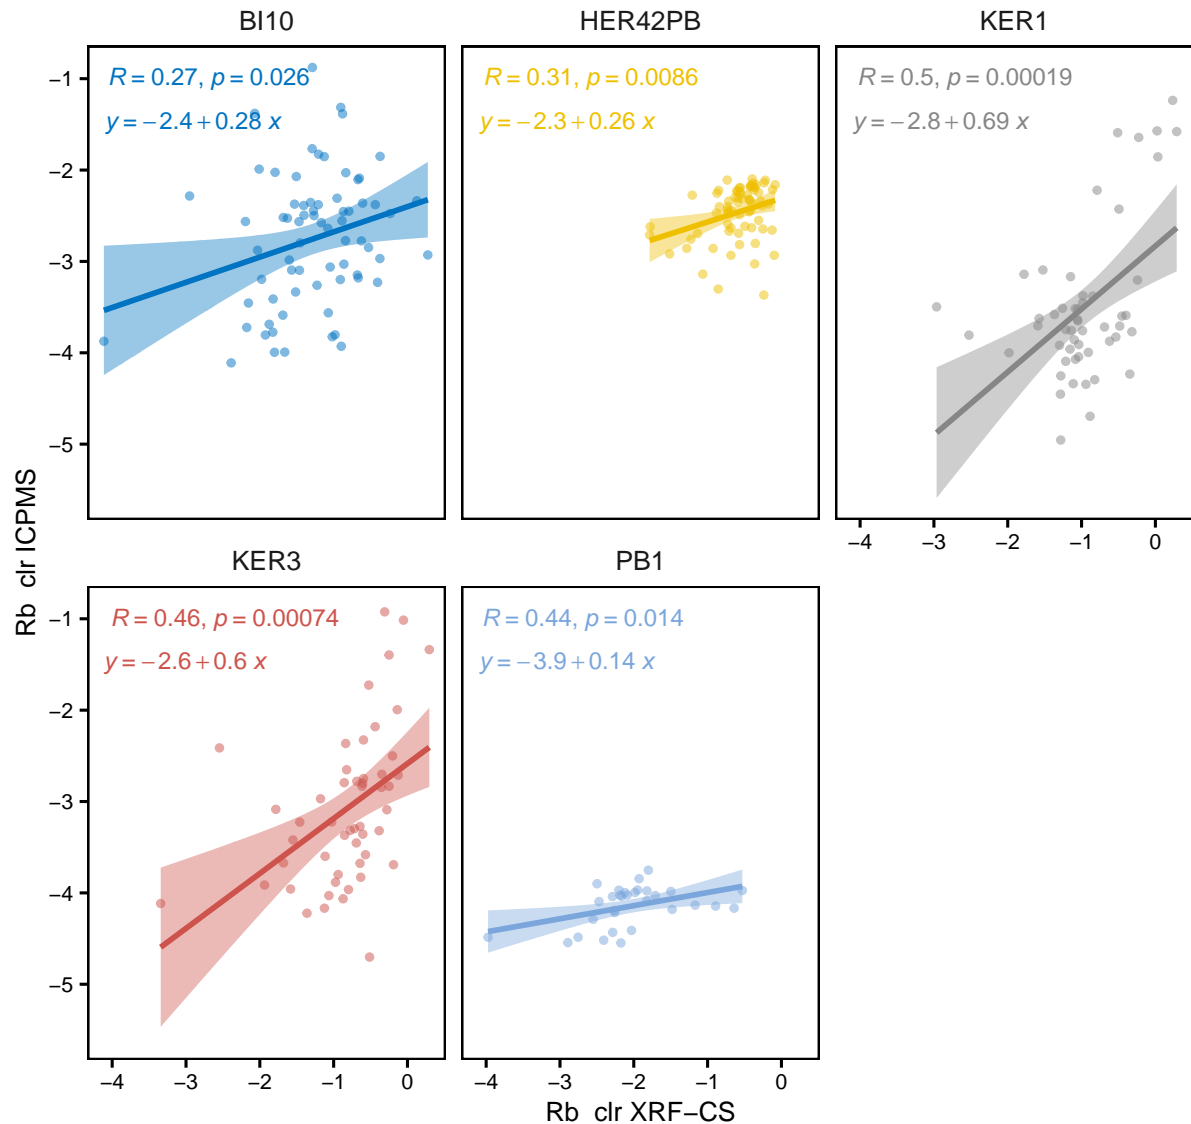 BI10
HER42PB
KER1
R = 0.27, p = 0.026
R = 0.31, p = 0.0086
R = 0.5, p = 0.00019
y = −2.4 + 0.28 x
y = −2.3 + 0.26 x
y = −2.8 + 0.69 x
−1
−2
−3
−4
−5
−4 −3 −2 −1 0
Rb clr ICPMS
KER3
PB1
R = 0.46, p = 0.00074
R = 0.44, p = 0.014
y = −2.6 + 0.6 x
y = −3.9 + 0.14 x
−1
−2
−3
−4
−5
−4 −3 −2 −1 0
−4 −3 −2 −1 0
Rb clr XRF−CS